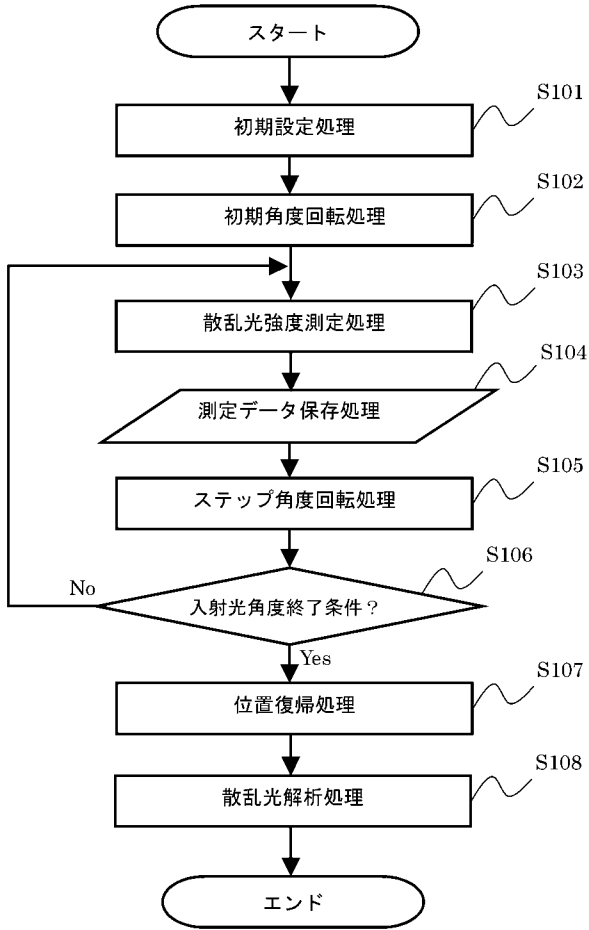 スタート
S101
初期設定処理
S102
初期角度回転処理
S103
散乱光強度測定処理
S104
測定データ保存処理
S105
ステップ角度回転処理
S106
No
入射光角度終了条件？
Yes
S107
位置復帰処理
S108
散乱光解析処理
エンド